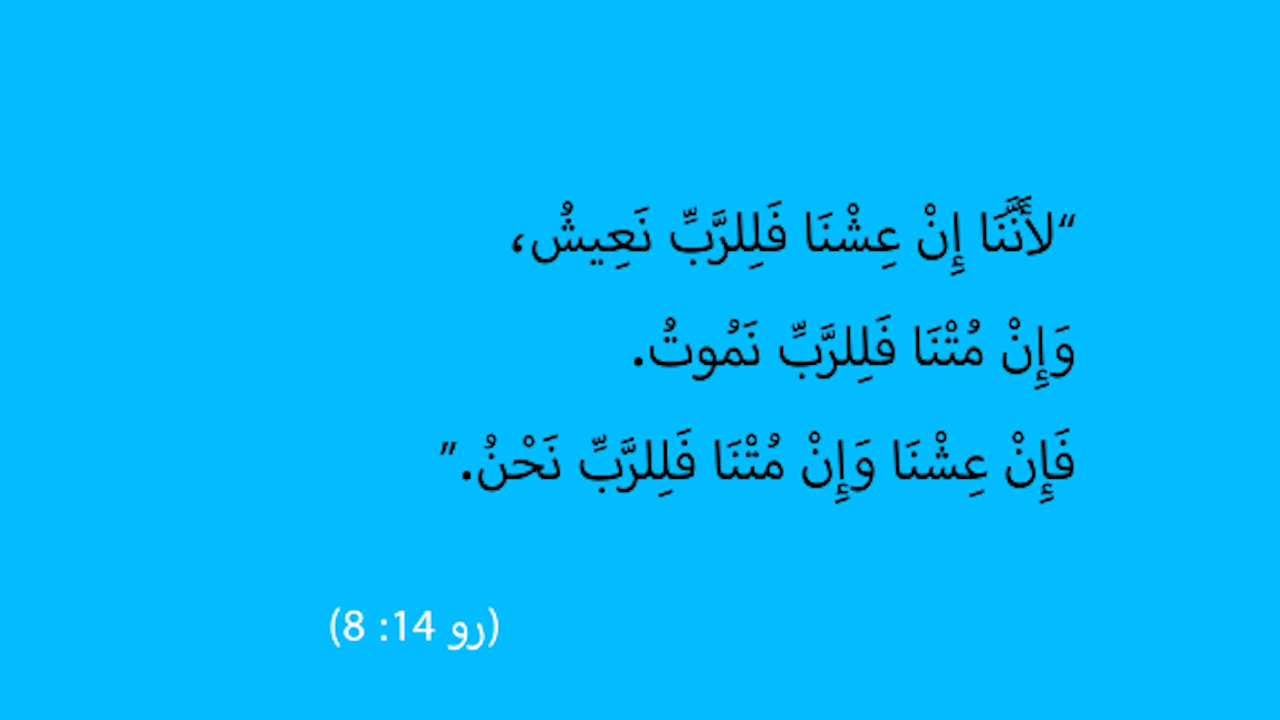 “لأَنَّنَا إِنْ عِشْنَا فَلِلرَّبِّ نَعِيشُ،
وَإِنْ مُتْنَا فَلِلرَّبِّ نَمُوتُ.
فَإِنْ عِشْنَا وَإِنْ مُتْنَا فَلِلرَّبِّ نَحْنُ.”
(رو 14: 8)